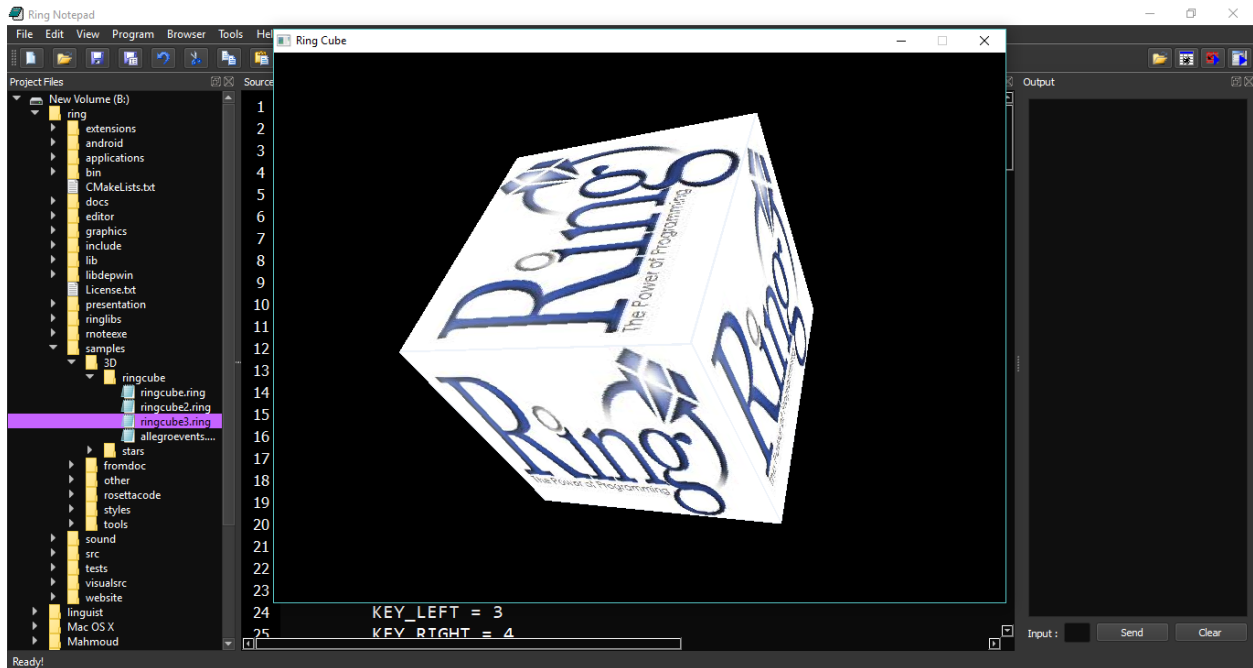 Ring Notepad
File Edit View Program Browser Tools Hel
Ring Cube
Project Files
Source
Output
New Volume (B:)
ring
extensions
android
applications
bin
CMakeLists.txt
docs
editor
graphics
include
lib
libdepwin
License.txt
presentation
ringlibs
rnoteexe
samples
3D
ringcube
ringcube.ring
ringcube2.ring
ringcube3.ring
allegroevents....
stars
fromdoc
other
rosettacode
styles
tools
sound
src
tests
visualsrc
website
linguist
Mac OS X
Mahmoud
1
2
3
4
5
6
7
8
9
10
11
12
13
14
15
16
17
18
19
20
21
22
23
24 KEY_LEFT = 3
25 KEY_RIGHT = 4
Ring
The Power of Programming
Ring
The Power of Programming
Ring
Input :
Send
Clear
Ready!